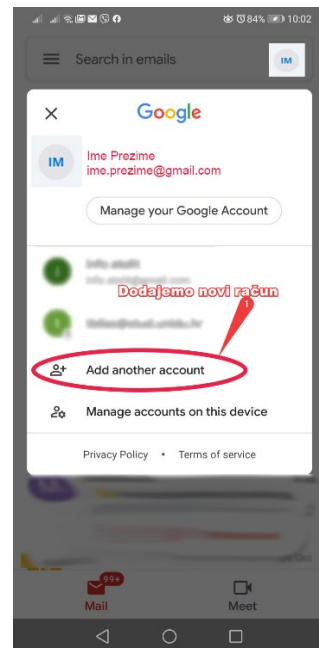 84% 10:02
Search in emails
IM
Google
IM
Ime Prezime
ime.prezime@gmail.com
Manage your Google Account
Dodajemo novi račun
1
Add another account
Manage accounts on this device
Privacy Policy • Terms of service
99+
Mail
Meet